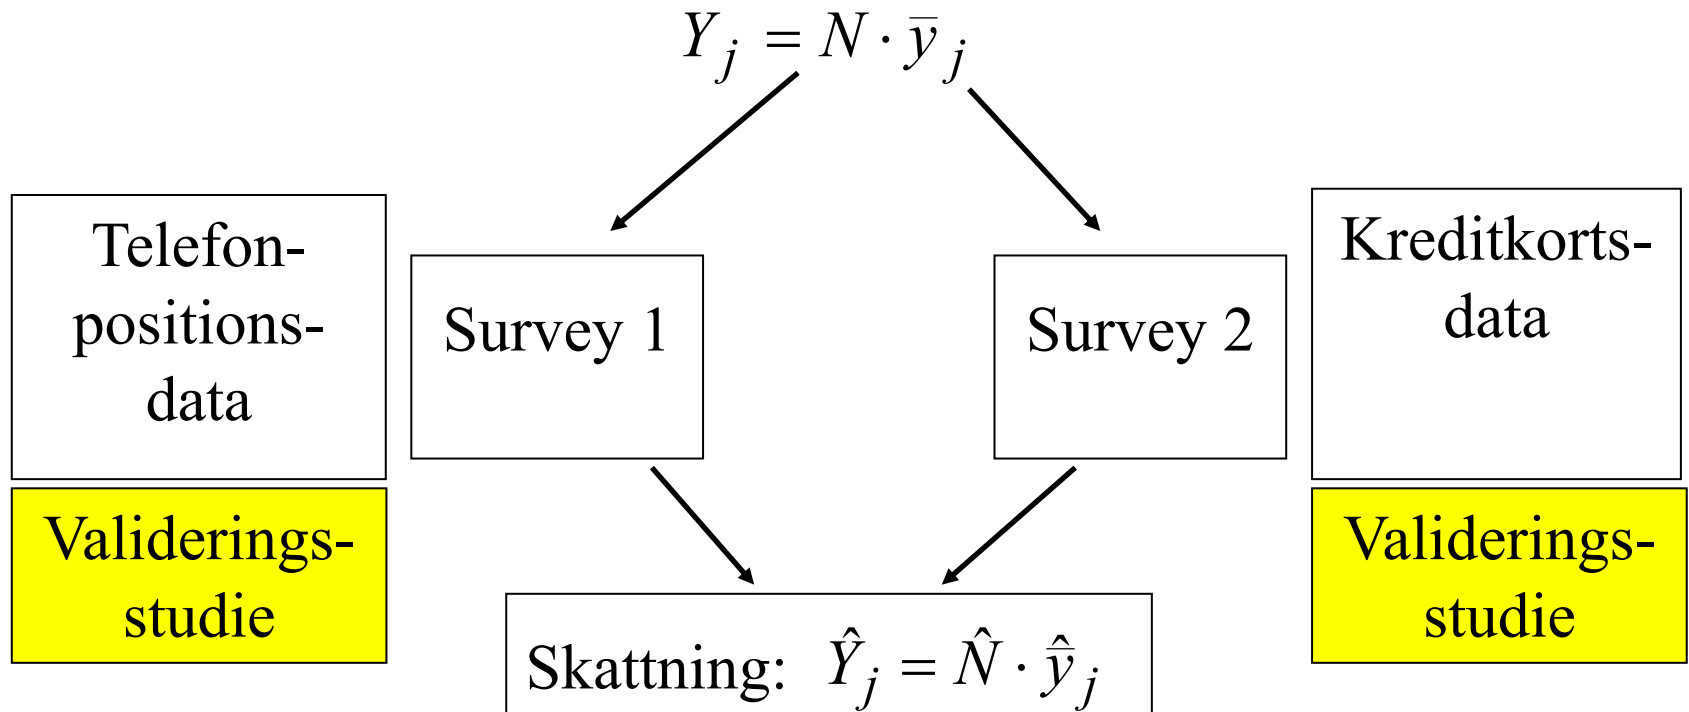 Y_j = N · ȳ_j
Telefon-
positions-
data
Survey 1
Survey 2
Kreditkorts-
data
Validerings-
studie
Validerings-
studie
Skattning: Ŷ_j = N̂ · ȳ̂_j